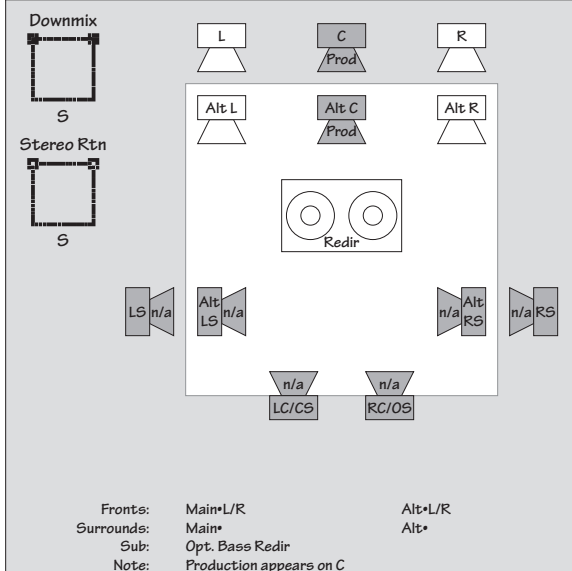 Downmix
S
Stereo Rtn
S
L
C
Prod
R
Alt L
Alt C
Prod
Alt R
Redir
LS n/a
Alt LS n/a
n/a Alt RS
n/a RS
n/a
LC/CS
n/a
RC/OS
Fronts: Main•L/R Alt•L/R
Surrounds: Main• Alt•
Sub: Opt. Bass Redir
Note: Production appears on C